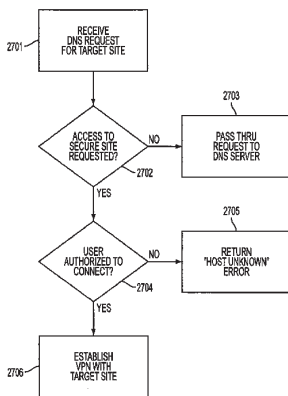 RECEIVE
DNS REQUEST
FOR TARGET SITE
2701
2703
ACCESS TO
SECURE SITE
REQUESTED?
NO
PASS THRU
REQUEST TO
DNS SERVER
2702
YES
2705
USER
AUTHORIZED TO
CONNECT?
NO
RETURN
"HOST UNKNOWN"
ERROR
2704
YES
ESTABLISH
VPN WITH
TARGET SITE
2706